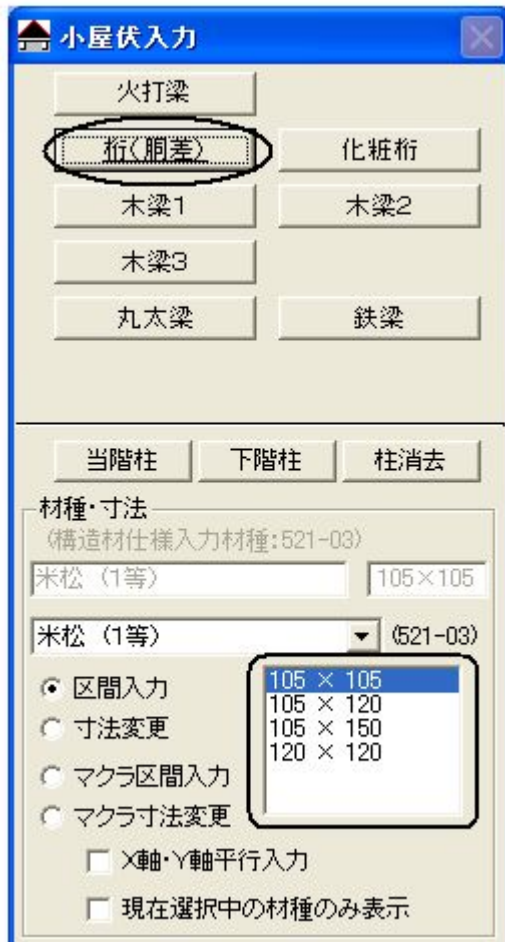 小屋伏入力
火打梁
桁(胴差) 化粧桁
木梁1 木梁2
木梁3
丸太梁 鉄梁
当階柱 下階柱 柱消去
材種・寸法
(構造材仕様入力材種:521-03)
米松 (1等) 105×105
米松 (1等) (521-03)
区間入力
寸法変更
マクラ区間入力
マクラ寸法変更
105 × 105
105 × 120
105 × 150
120 × 120
X軸・Y軸平行入力
現在選択中の材種のみ表示